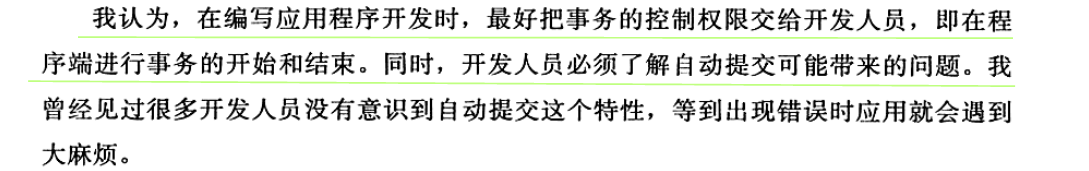 我认为，在编写应用程序开发时，最好把事务的控制权限交给开发人员，即在程
序端进行事务的开始和结束。同时，开发人员必须了解自动提交可能带来的问题。我
曾经见过很多开发人员没有意识到自动提交这个特性，等到出现错误时应用就会遇到
大麻烦。